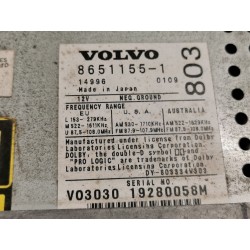 VOLVO
8651155-1
803
14996 0109
Made in Japan
12V NEG. GROUND
FREQUENCY RANGE
EU U.S.A. AUSTRALIA
L 153-279KHz
M 522-1611KHz AM 530-1710KHz AM 522-1629KHz
U 87.5-108.0MHz FM 87.9-107.9MHz FM 87.5-108.0MHz
Manufactured under license from Dolby
Laboratories Licensing Corporation.
DOLBY, the double-D symbol and
"PRO LOGIC" are trademarks of Dolby
Laboratories Licensing Corporation.
SERIAL NO.
V03030 19280058M